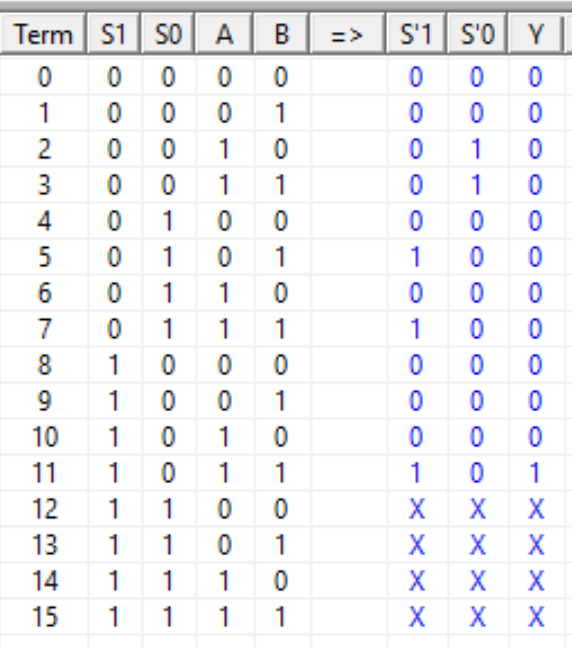 Term S1 S0 A B => S'1 S'0 Y
0 0 0 0 0 0 0 0
1 0 0 0 1 0 0 0
2 0 0 1 0 0 1 0
3 0 0 1 1 0 1 0
4 0 1 0 0 0 0 0
5 0 1 0 1 1 0 0
6 0 1 1 0 0 0 0
7 0 1 1 1 1 0 0
8 1 0 0 0 0 0 0
9 1 0 0 1 0 0 0
10 1 0 1 0 0 0 0
11 1 0 1 1 1 0 1
12 1 1 0 0 X X X
13 1 1 0 1 X X X
14 1 1 1 0 X X X
15 1 1 1 1 X X X